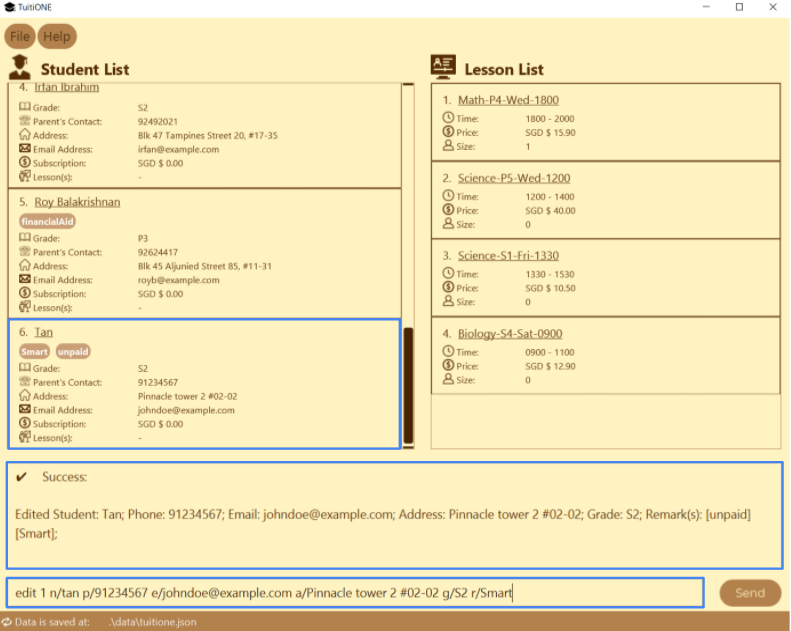 TuitiONE
File Help
Student List
4. Irfan Ibrahim
Grade: S2
Parent's Contact: 92492021
Address: Blk 47 Tampines Street 20, #17-35
Email Address: irfan@example.com
Subscription: SGD $ 0.00
Lesson(s): -
5. Roy Balakrishnan
financialAid
Grade: P3
Parent's Contact: 92624417
Address: Blk 45 Aljunied Street 85, #11-31
Email Address: royb@example.com
Subscription: SGD $ 0.00
Lesson(s): -
6. Tan
Smart unpaid
Grade: S2
Parent's Contact: 91234567
Address: Pinnacle tower 2 #02-02
Email Address: johndoe@example.com
Subscription: SGD $ 0.00
Lesson(s): -
Lesson List
1. Math-P4-Wed-1800
Time: 1800 - 2000
Price: SGD $ 15.90
Size: 1
2. Science-P5-Wed-1200
Time: 1200 - 1400
Price: SGD $ 40.00
Size: 0
3. Science-S1-Fri-1330
Time: 1330 - 1530
Price: SGD $ 10.50
Size: 0
4. Biology-S4-Sat-0900
Time: 0900 - 1100
Price: SGD $ 12.90
Size: 0
✔ Success:
Edited Student: Tan; Phone: 91234567; Email: johndoe@example.com; Address: Pinnacle tower 2 #02-02; Grade: S2; Remark(s): [unpaid]
[Smart];
edit 1 n/tan p/91234567 e/johndoe@example.com a/Pinnacle tower 2 #02-02 g/S2 r/Smart
Send
Data is saved at: .\data\tuitione.json